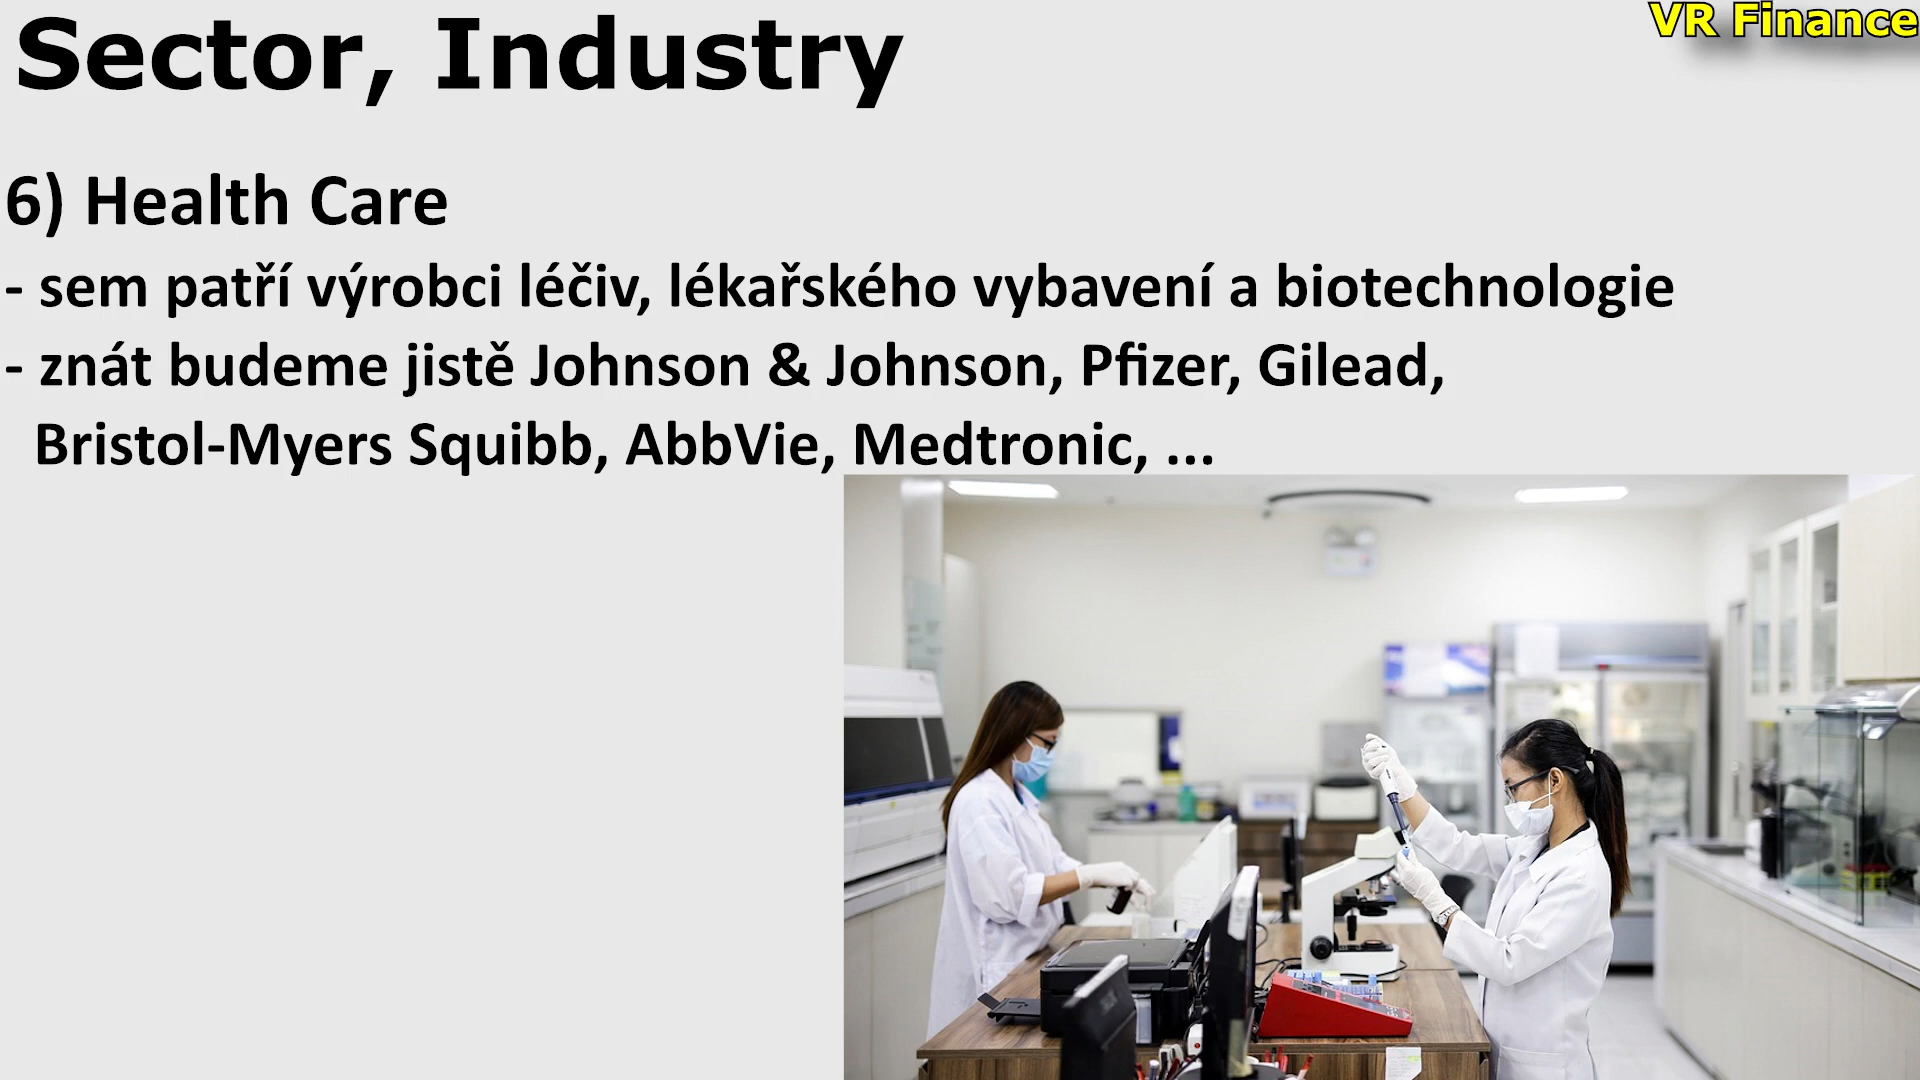 Sector, Industry
VR Finance
6) Health Care
- sem patří výrobci léčiv, lékařského vybavení a biotechnologie
- znát budeme jistě Johnson & Johnson, Pfizer, Gilead,
Bristol-Myers Squibb, AbbVie, Medtronic, ...